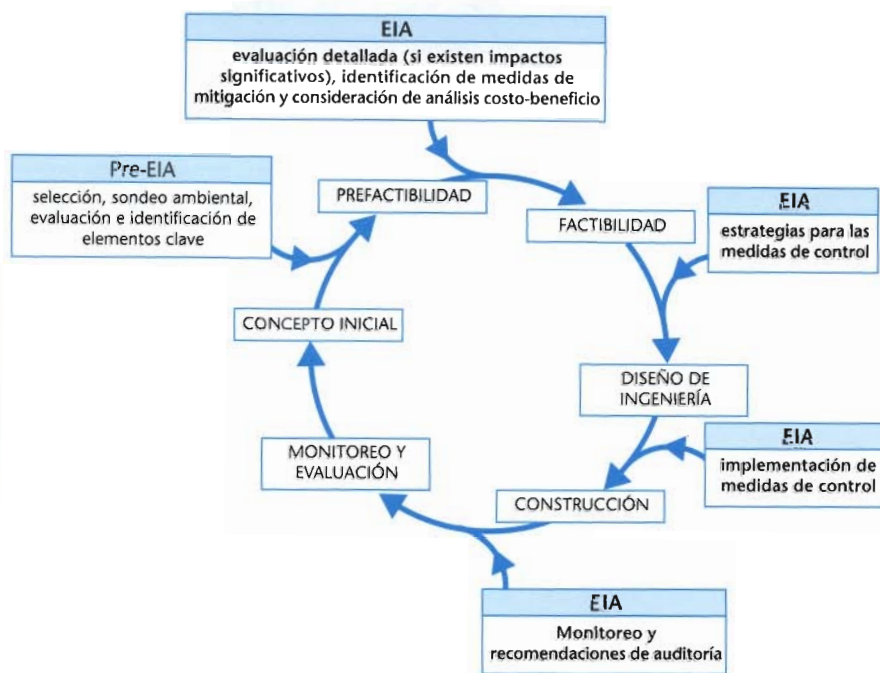 EIA
evaluación detallada (si existen impactos
significativos), identificación de medidas de
mitigación y consideración de análisis costo-beneficio
Pre-EIA
selección, sondeo ambiental,
evaluación e identificación de
elementos clave
PREFACTIBILIDAD
FACTIBILIDAD
EIA
estrategias para las
medidas de control
CONCEPTO INICIAL
DISEÑO DE
INGENIERÍA
MONITOREO Y
EVALUACIÓN
EIA
implementación de
medidas de control
CONSTRUCCIÓN
EIA
Monitoreo y
recomendaciones de auditoría